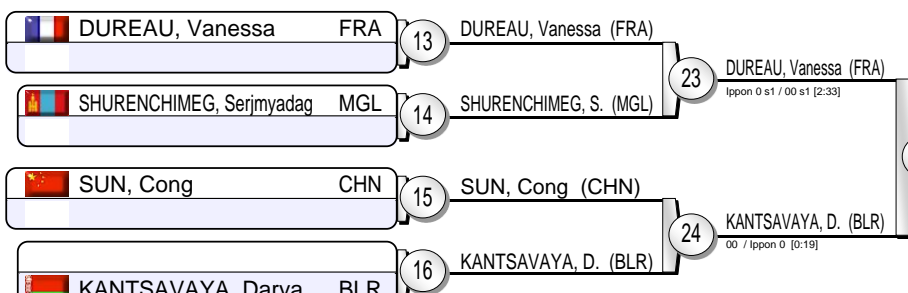 DUREAU, Vanessa FRA
13
DUREAU, Vanessa (FRA)
23
DUREAU, Vanessa (FRA)
Ippon 0 s1 / 00 s1 [2:33]
SHURENCHIMEG, Serjmyadag MGL
14
SHURENCHIMEG, S. (MGL)
SUN, Cong CHN
15
SUN, Cong (CHN)
24
KANTSAVAYA, D. (BLR)
00 / Ippon 0 [0:19]
16
KANTSAVAYA, D. (BLR)
KANTSAVAYA, Darya BLR